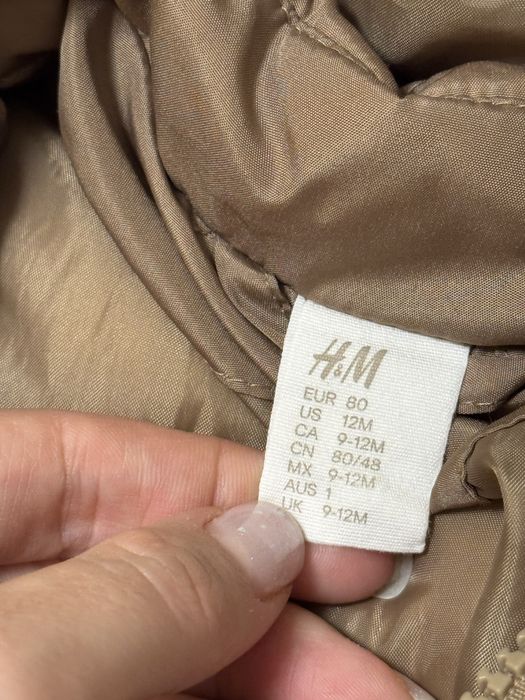 H&M
EUR 80
US 12M
CA 9-12M
CN 80/48
MX 9-12M
AUS 1
UK 9-12M